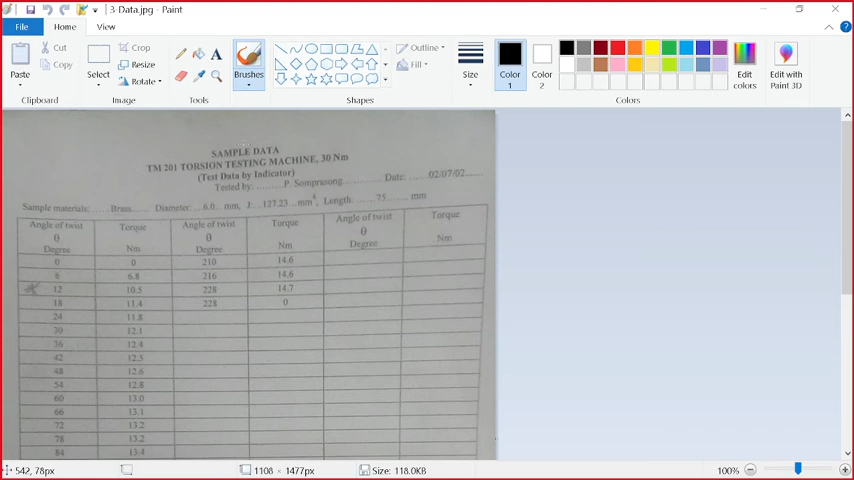 3-Data.jpg - Paint
File Home View
Paste Cut Copy Select Crop Resize Rotate Brushes Outline Fill Size Color 1 Color 2 Edit colors Edit with Paint 3D
Clipboard Image Tools Shapes Colors
SAMPLE DATA
TM 201 TORSION TESTING MACHINE, 30 Nm
(Test Data by Indicator)
Tested by: P. Somprasong Date: 02/07/02
Sample materials: Brass Diameter: 6.0 mm, J: 127.23 mm4, Length: 75 mm
Angle of twist Torque Angle of twist Torque Angle of twist Torque
θ θ θ
Degree Nm Degree Nm Degree Nm
0 0 210 14.6
6 6.8 216 14.6
12 10.5 228 14.7
18 11.4 228 0
24 11.8
30 12.1
36 12.4
42 12.5
48 12.6
54 12.8
60 13.0
66 13.1
72 13.2
78 13.2
84 13.4
542, 78px 1108 × 1477px Size: 118.0KB 100%